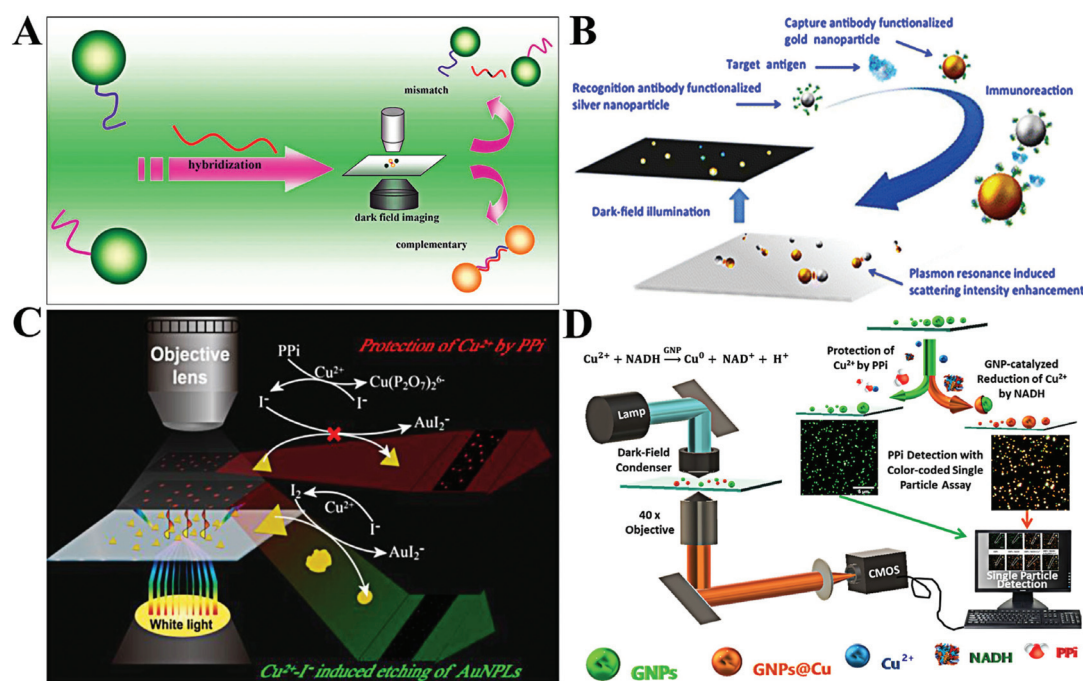 A
mismatch
hybridization
dark field imaging
complementary
B
Capture antibody functionalized
gold nanoparticle
Target antigen
Recognition antibody functionalized
silver nanoparticle
Immunoreaction
Dark-field illumination
Plasmon resonance induced
scattering intensity enhancement
C
Objective
lens
Protection of Cu²⁺ by PPi
PPi
Cu²⁺
Cu(P₂O₇)₂⁶⁻
I⁻
I⁻
AuI₂⁻
I₂
Cu²⁺
I⁻
AuI₂⁻
White light
Cu²⁺-I⁻ induced etching of AuNPLs
D
Cu²⁺ + NADH GNP→ Cu⁰ + NAD⁺ + H⁺
Protection of
Cu²⁺ by PPi
GNP-catalyzed
Reduction of Cu²⁺
by NADH
Lamp
Dark-Field
Condenser
PPi Detection with
Color-coded Single
Particle Assay
40 x
Objective
CMOS
Single Particle
Detection
GNPs
GNPs@Cu
Cu²⁺
NADH
PPi